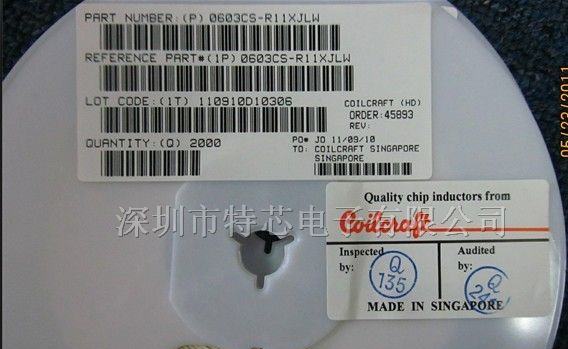 PART NUMBER:(P) 0603CS-R11XJLW
REFERENCE PART#(1P) 0603CS-R11XJLW
LOT CODE:(1T) 110910D10306
COILCRAFT (HD)
ORDER:45893
REV:
QUANTITY:(Q) 2000
PO# JO 11/09/10
TO: COILCRAFT SINGAPORE
SINGAPORE
深圳市特芯电子有限公司
Quality chip inductors from
Coilcraft
Inspected by:
Q
135
Audited by:
Q
MADE IN SINGAPORE
05/23/2011